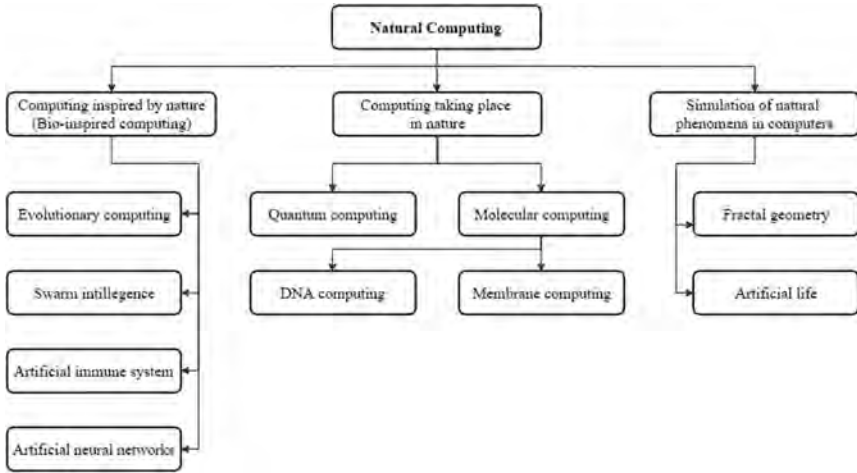 Natural Computing
Computing inspired by nature
(Bio-inspired computing)
Computing taking place
in nature
Simulation of natural
phenomena in computers
Evolutionary computing
Quantum computing
Molecular computing
Fractal geometry
Swarm intillegence
DNA computing
Membrane computing
Artificial life
Artificial immune system
Artificial neural networks